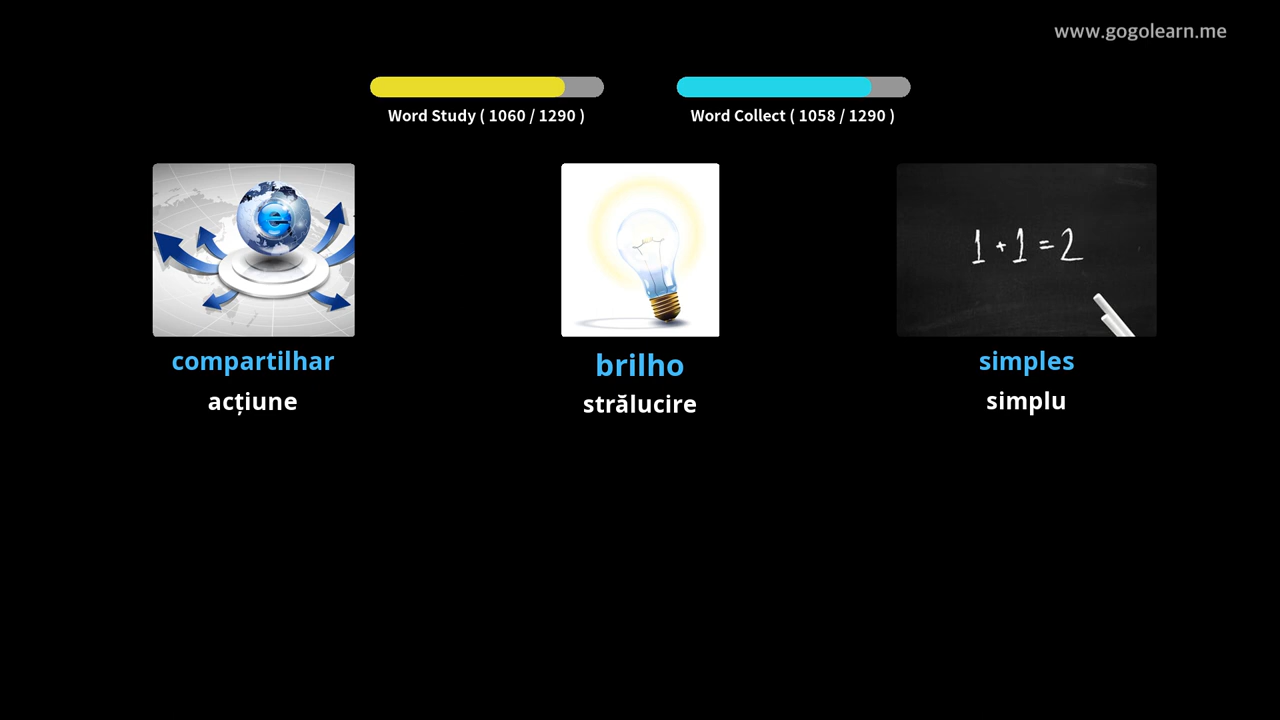 www.gogolearn.me
Word Study ( 1060 / 1290 )
Word Collect ( 1058 / 1290 )
e
1 + 1 = 2
compartilhar
brilho
simples
acțiune
strălucire
simplu